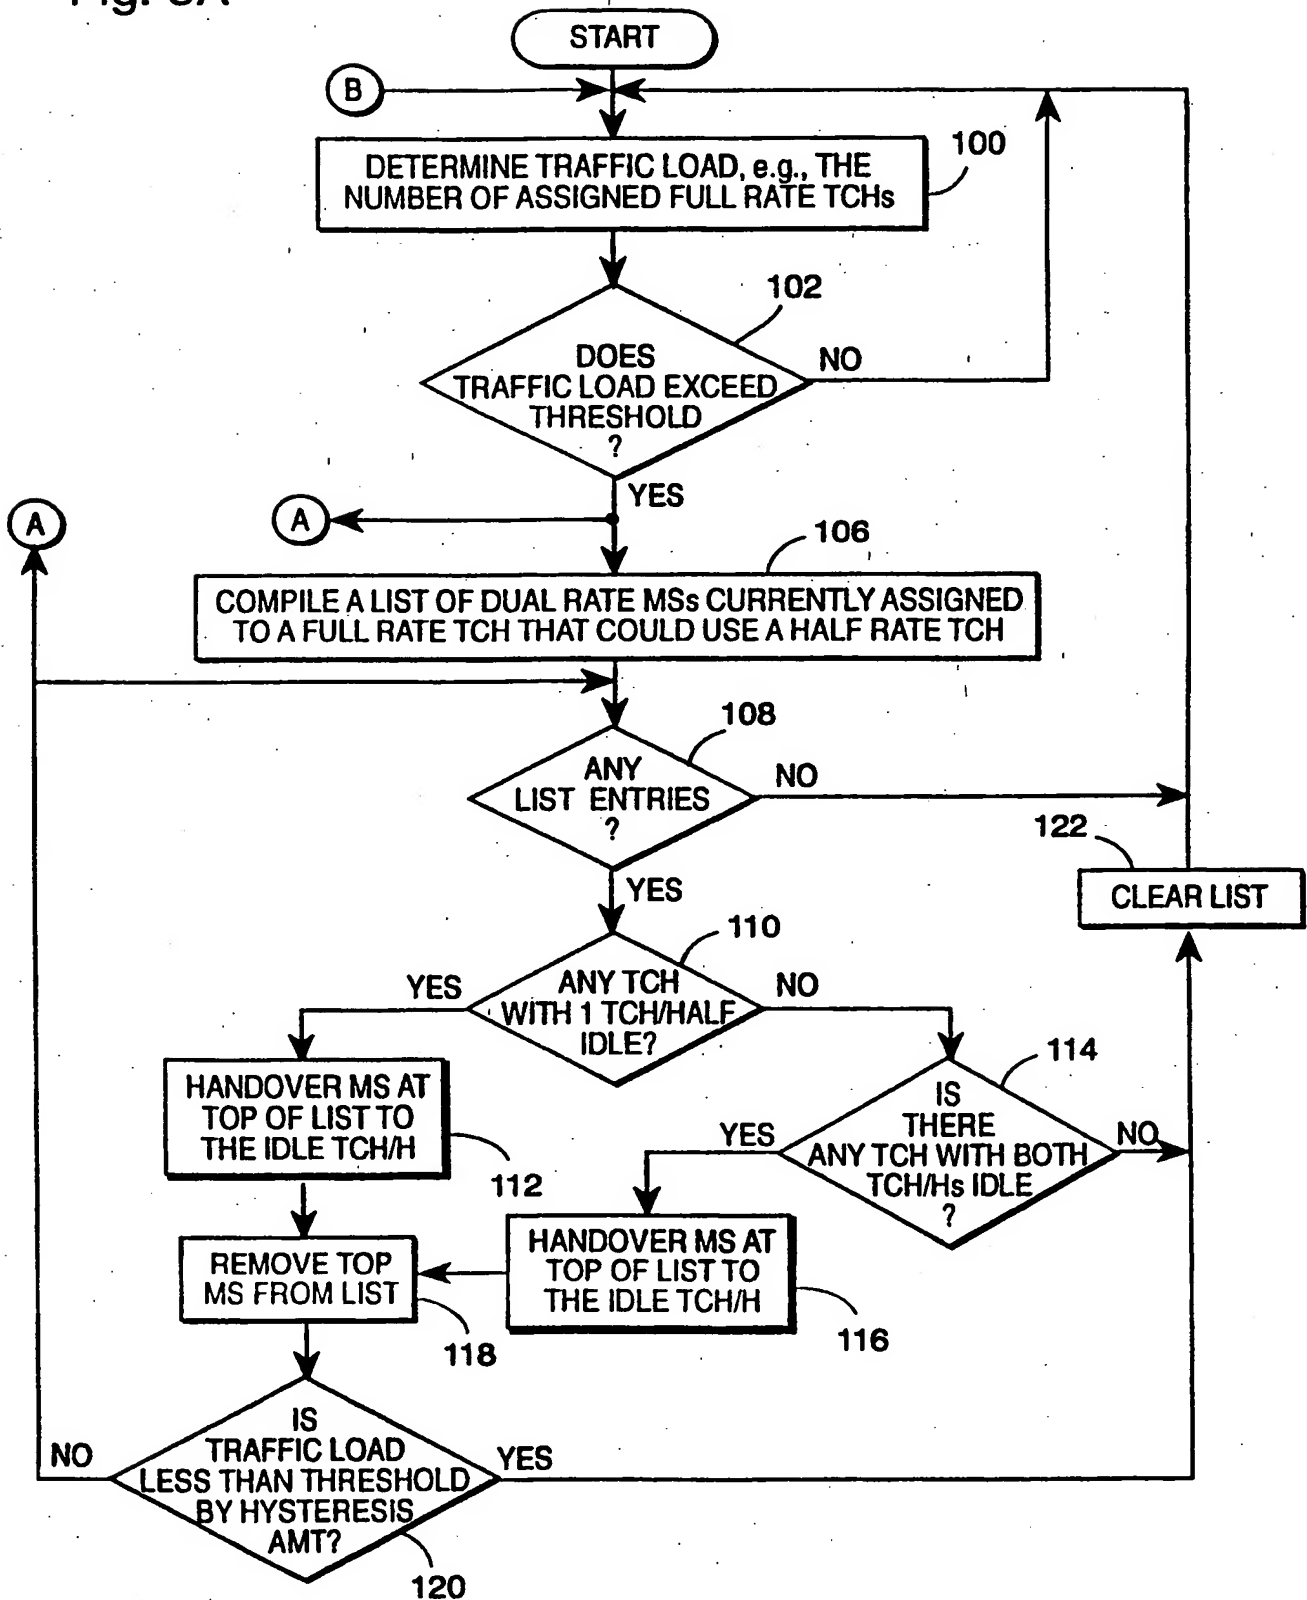 START
B
DETERMINE TRAFFIC LOAD, e.g., THE
NUMBER OF ASSIGNED FULL RATE TCHs
100
102
DOES
TRAFFIC LOAD EXCEED
THRESHOLD
?
NO
YES
A
A
106
COMPILE A LIST OF DUAL RATE MSs CURRENTLY ASSIGNED
TO A FULL RATE TCH THAT COULD USE A HALF RATE TCH
108
ANY
LIST ENTRIES
?
NO
YES
122
CLEAR LIST
110
ANY TCH
WITH 1 TCH/HALF
IDLE?
YES
NO
HANDOVER MS AT
TOP OF LIST TO
THE IDLE TCH/H
112
114
IS
THERE
ANY TCH WITH BOTH
TCH/Hs IDLE
?
YES
NO
HANDOVER MS AT
TOP OF LIST TO
THE IDLE TCH/H
116
REMOVE TOP
MS FROM LIST
118
IS
TRAFFIC LOAD
LESS THAN THRESHOLD
BY HYSTERESIS
AMT?
NO
YES
120